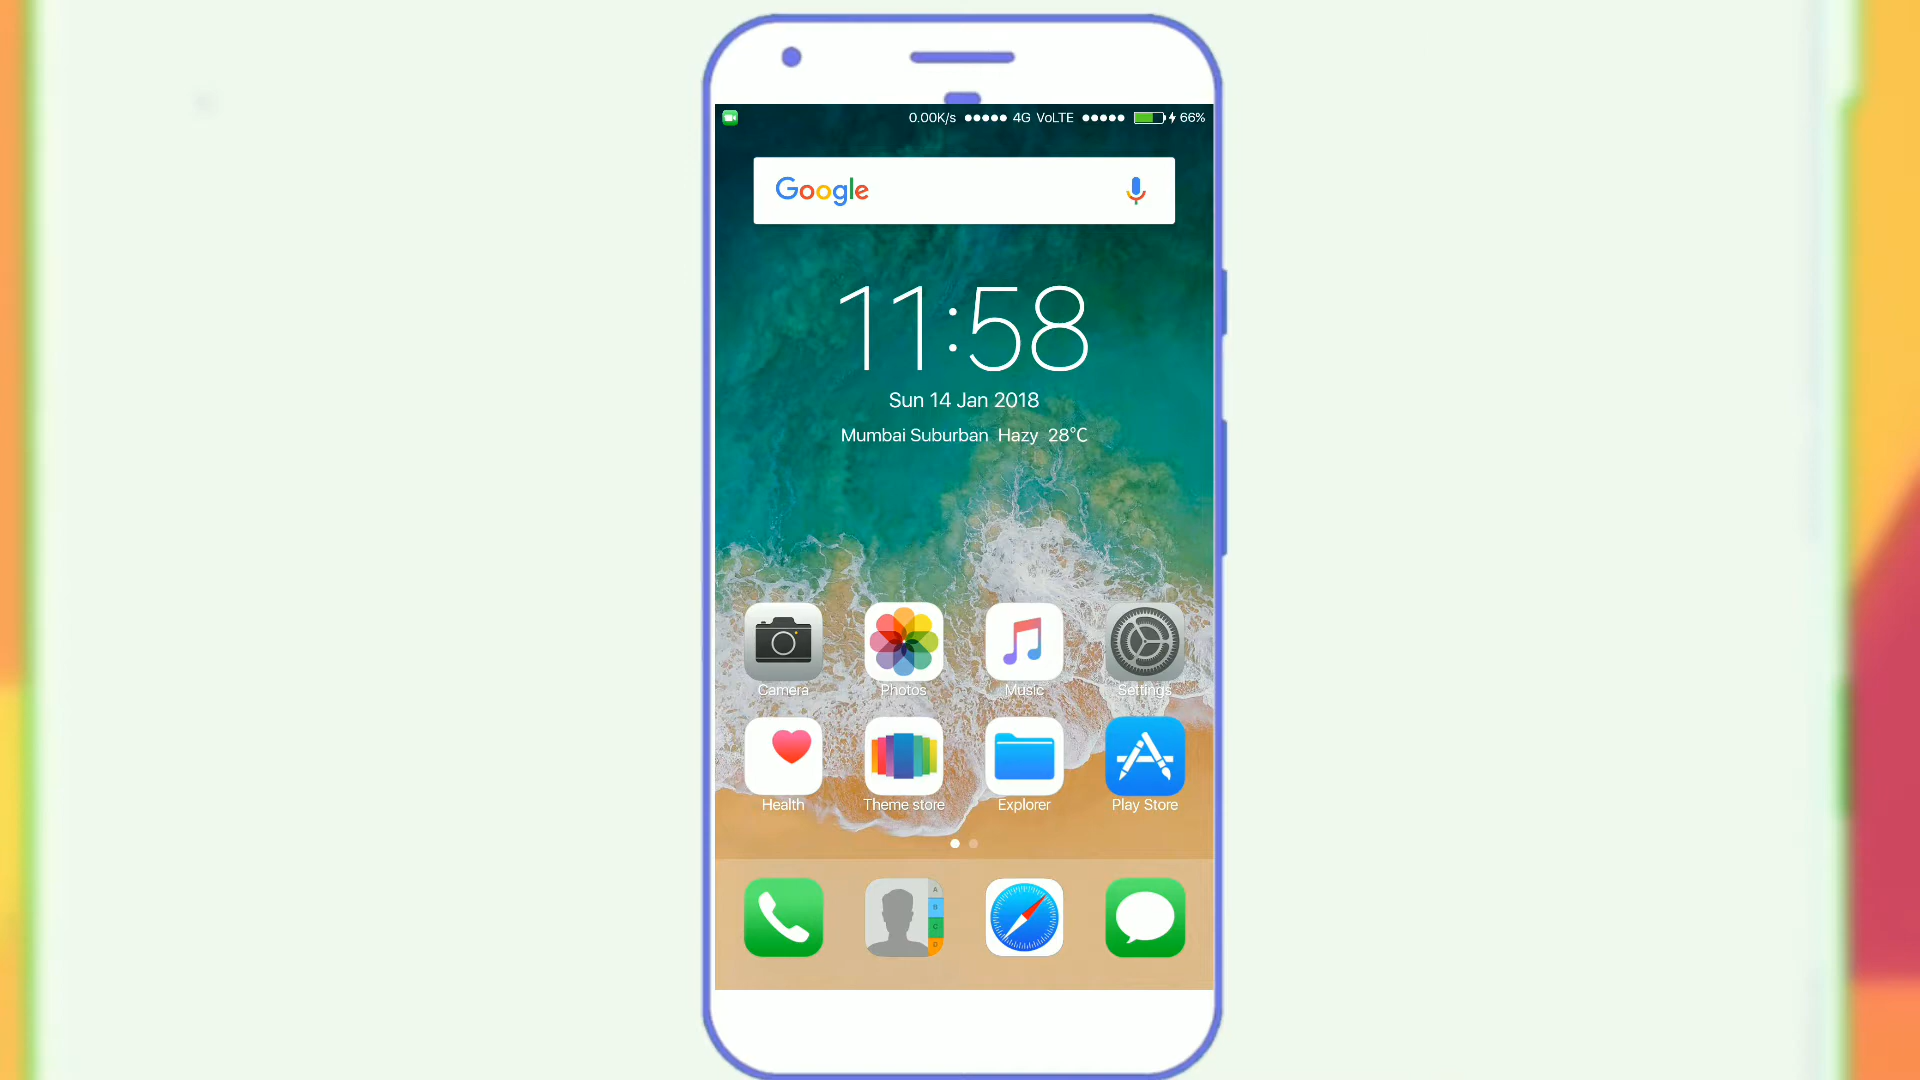 0.00K/s 4G VoLTE 66%
Google
11:58
Sun 14 Jan 2018
Mumbai Suburban Hazy 28°C
Camera Photos Music Settings
Health Theme store Explorer Play Store
A
B
C
D